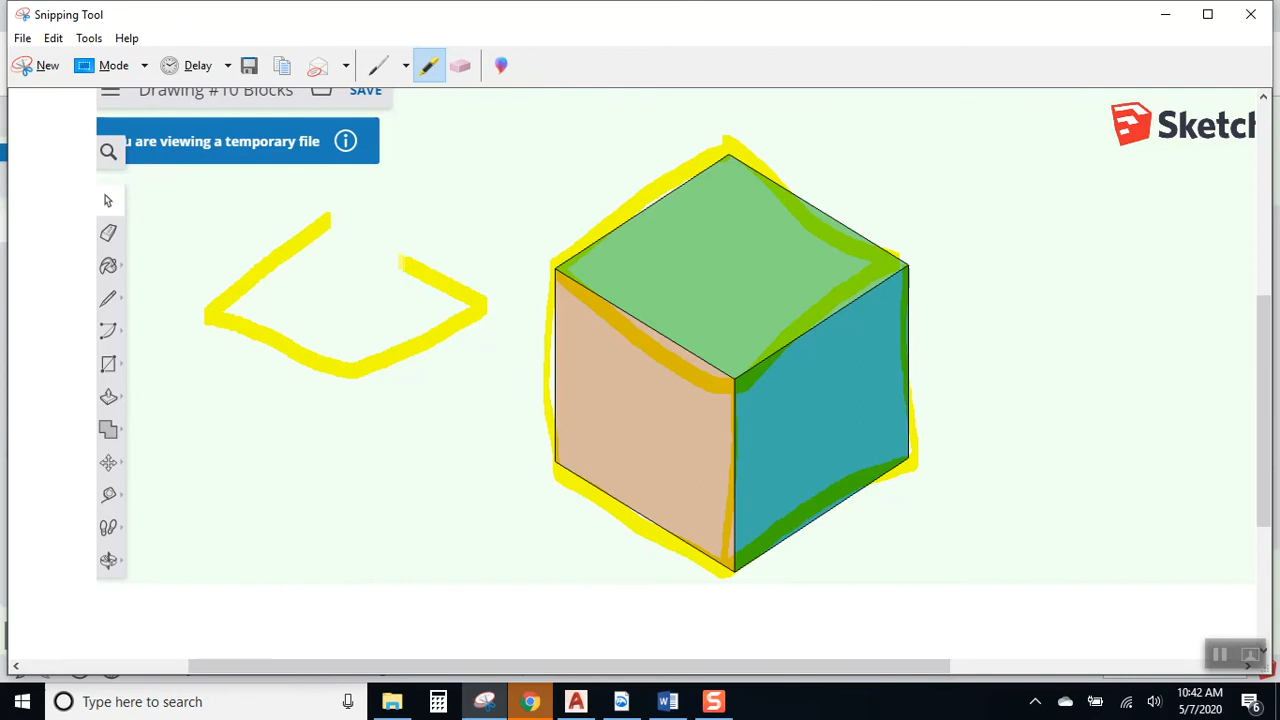 Snipping Tool
File Edit Tools Help
New Mode Delay
Drawing #10 Blocks SAVE
u are viewing a temporary file
Sketch
Type here to search
10:42 AM
5/7/2020
6